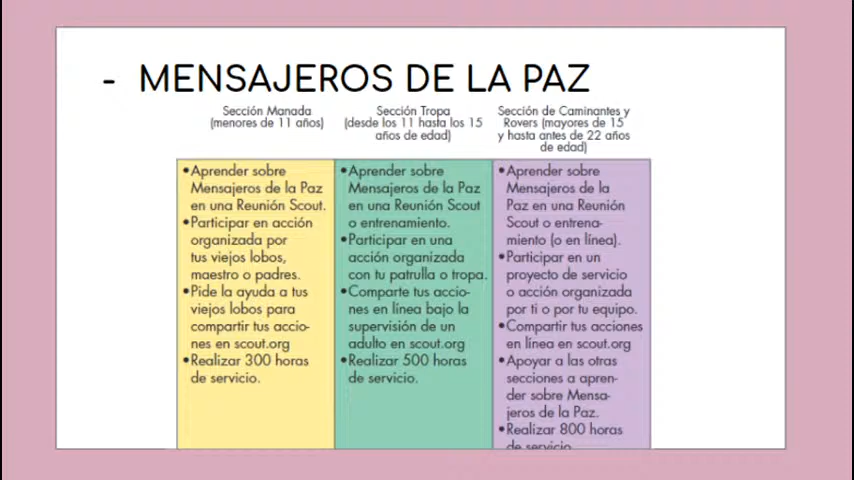 - MENSAJEROS DE LA PAZ
Sección Manada
(menores de 11 años)
Sección Tropa
(desde los 11 hasta los 15
años de edad)
Sección de Caminantes y
Rovers (mayores de 15
y hasta antes de 22 años
de edad)
•Aprender sobre
Mensajeros de la Paz
en una Reunión Scout.
•Participar en acción
organizada por
tus viejos lobos,
maestro o padres.
•Pide la ayuda a tus
viejos lobos para
compartir tus accio-
nes en scout.org
•Realizar 300 horas
de servicio.
•Aprender sobre
Mensajeros de la Paz
en una Reunión Scout
o entrenamiento.
•Participar en una
acción organizada
con tu patrulla o tropa.
•Comparte tus accio-
nes en línea bajo la
supervisión de un
adulto en scout.org
•Realizar 500 horas
de servicio.
•Aprender sobre
Mensajeros de la
Paz en una Reunión
Scout o entrena-
miento (o en línea).
•Participar en un
proyecto de servicio
o acción organizada
por ti o por tu equipo.
•Compartir tus acciones
en línea en scout.org
•Apoyar a las otras
secciones a apren-
der sobre Mensa-
jeros de la Paz.
•Realizar 800 horas
de servicio